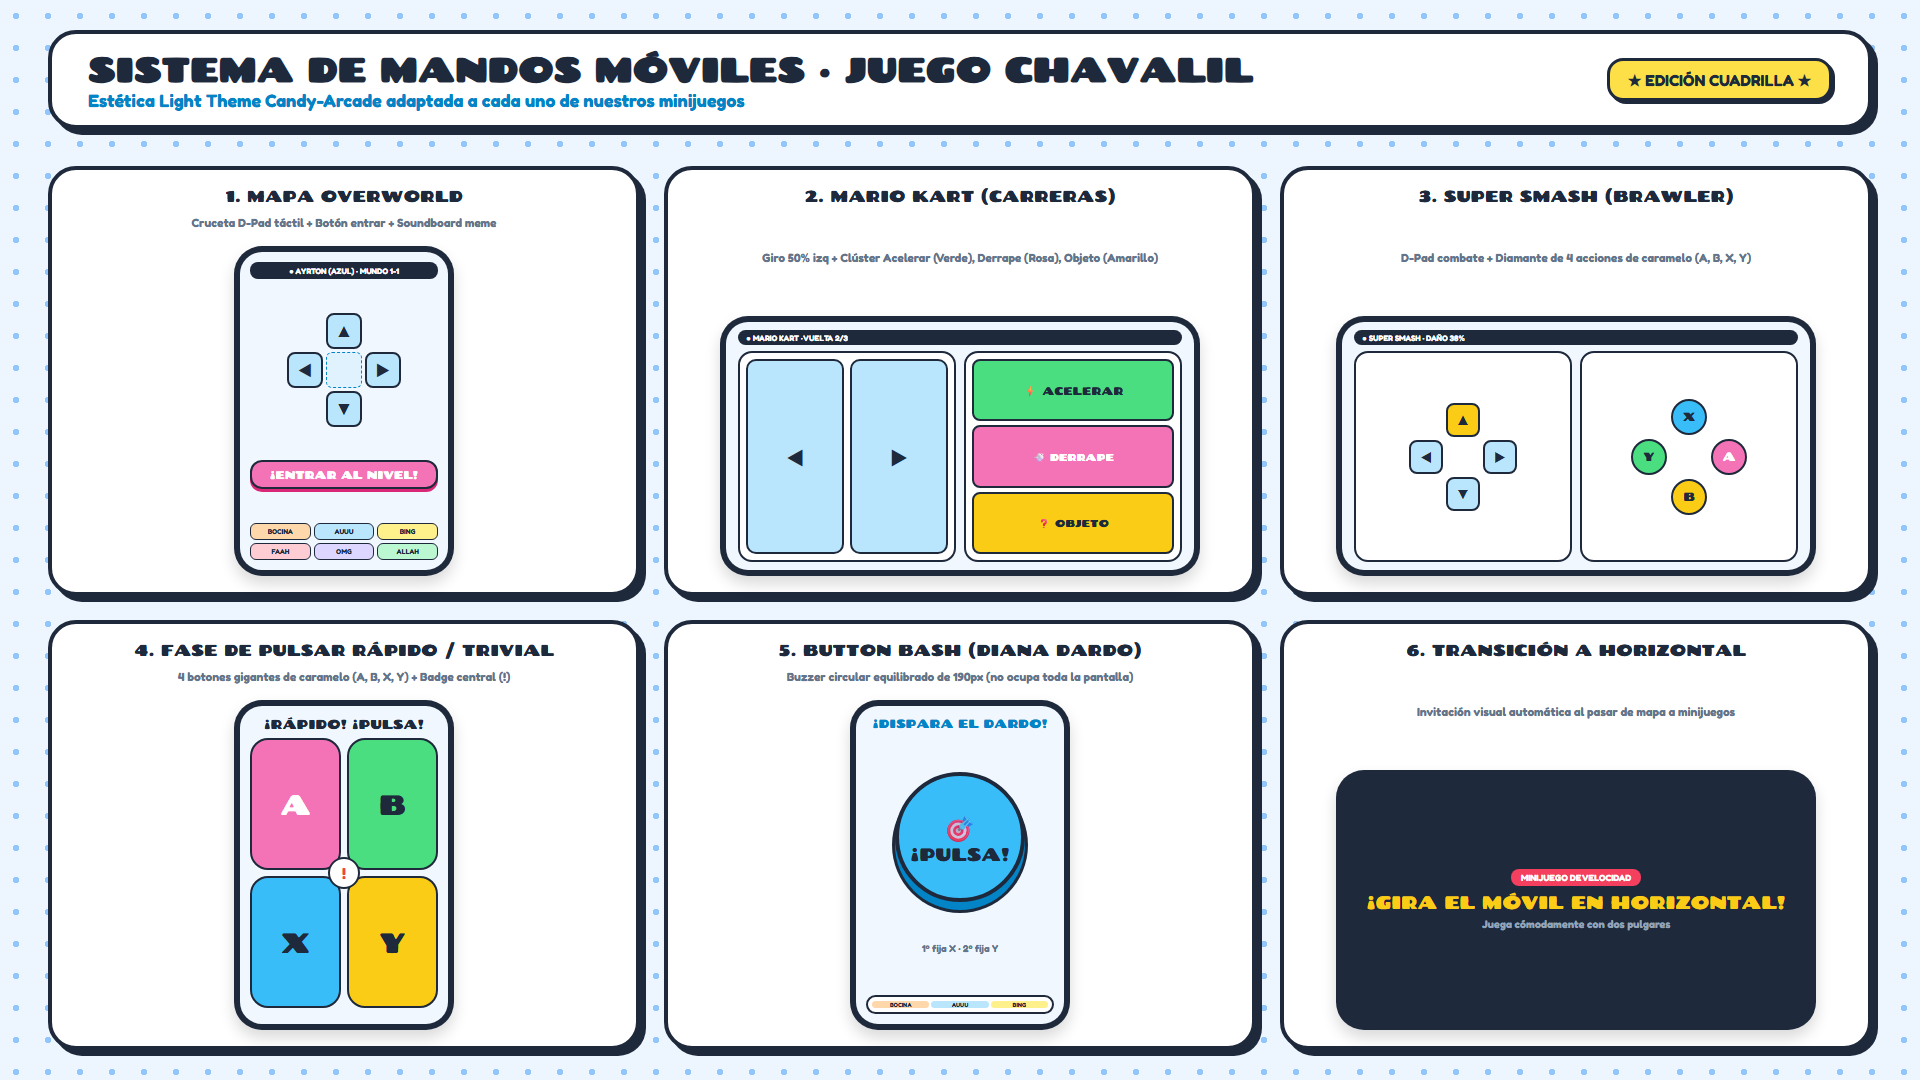 SISTEMA DE MANDOS MÓVILES · JUEGO CHAVALIL
Estética Light Theme Candy-Arcade adaptada a cada uno de nuestros minijuegos
★ EDICIÓN CUADRILLA ★
1. MAPA OVERWORLD
Cruceta D-Pad táctil + Botón entrar + Soundboard meme
● AYRTON (AZUL) · MUNDO 1-1
▲
◀ ▶
▼
¡ENTRAR AL NIVEL!
BOCINA AUUU BING
FAAH OMG ALLAH
2. MARIO KART (CARRERAS)
Giro 50% izq + Clúster Acelerar (Verde), Derrape (Rosa), Objeto (Amarillo)
● MARIO KART · VUELTA 2/3
◀ ▶
⚡ ACELERAR
DERRAPE
❓ OBJETO
3. SUPER SMASH (BRAWLER)
D-Pad combate + Diamante de 4 acciones de caramelo (A, B, X, Y)
● SUPER SMASH · DAÑO 38%
▲
◀ ▶
▼
X
Y A
B
4. FASE DE PULSAR RÁPIDO / TRIVIAL
4 botones gigantes de caramelo (A, B, X, Y) + Badge central (!)
¡RÁPIDO! ¡PULSA!
A B
!
X Y
5. BUTTON BASH (DIANA DARDO)
Buzzer circular equilibrado de 190px (no ocupa toda la pantalla)
¡DISPARA EL DARDO!
🎯
¡PULSA!
1º fija X · 2º fija Y
BOCINA AUUU BING
6. TRANSICIÓN A HORIZONTAL
Invitación visual automática al pasar de mapa a minijuegos
MINIJUEGO DE VELOCIDAD
¡GIRA EL MÓVIL EN HORIZONTAL!
Juega cómodamente con dos pulgares